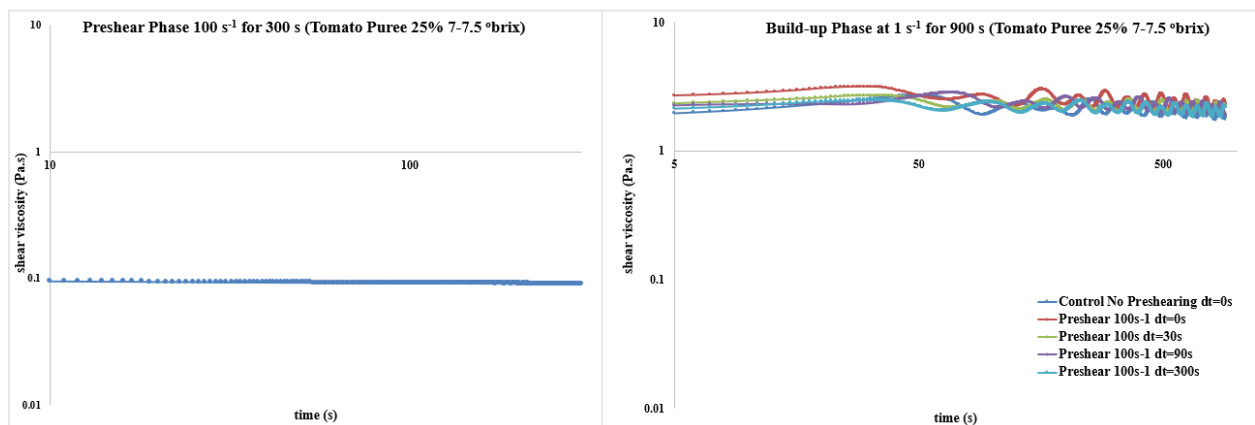 Preshear Phase 100 s⁻¹ for 300 s (Tomato Puree 25% 7-7.5 ºbrix)
10
1
0.1
0.01
10
100
shear viscosity (Pa.s)
time (s)
Build-up Phase at 1 s⁻¹ for 900 s (Tomato Puree 25% 7-7.5 ºbrix)
10
1
0.1
0.01
5
50
500
shear viscosity (Pa.s)
time (s)
Control No Preshearing dt=0s
Preshear 100s-1 dt=0s
Preshear 100s dt=30s
Preshear 100s-1 dt=90s
Preshear 100s-1 dt=300s